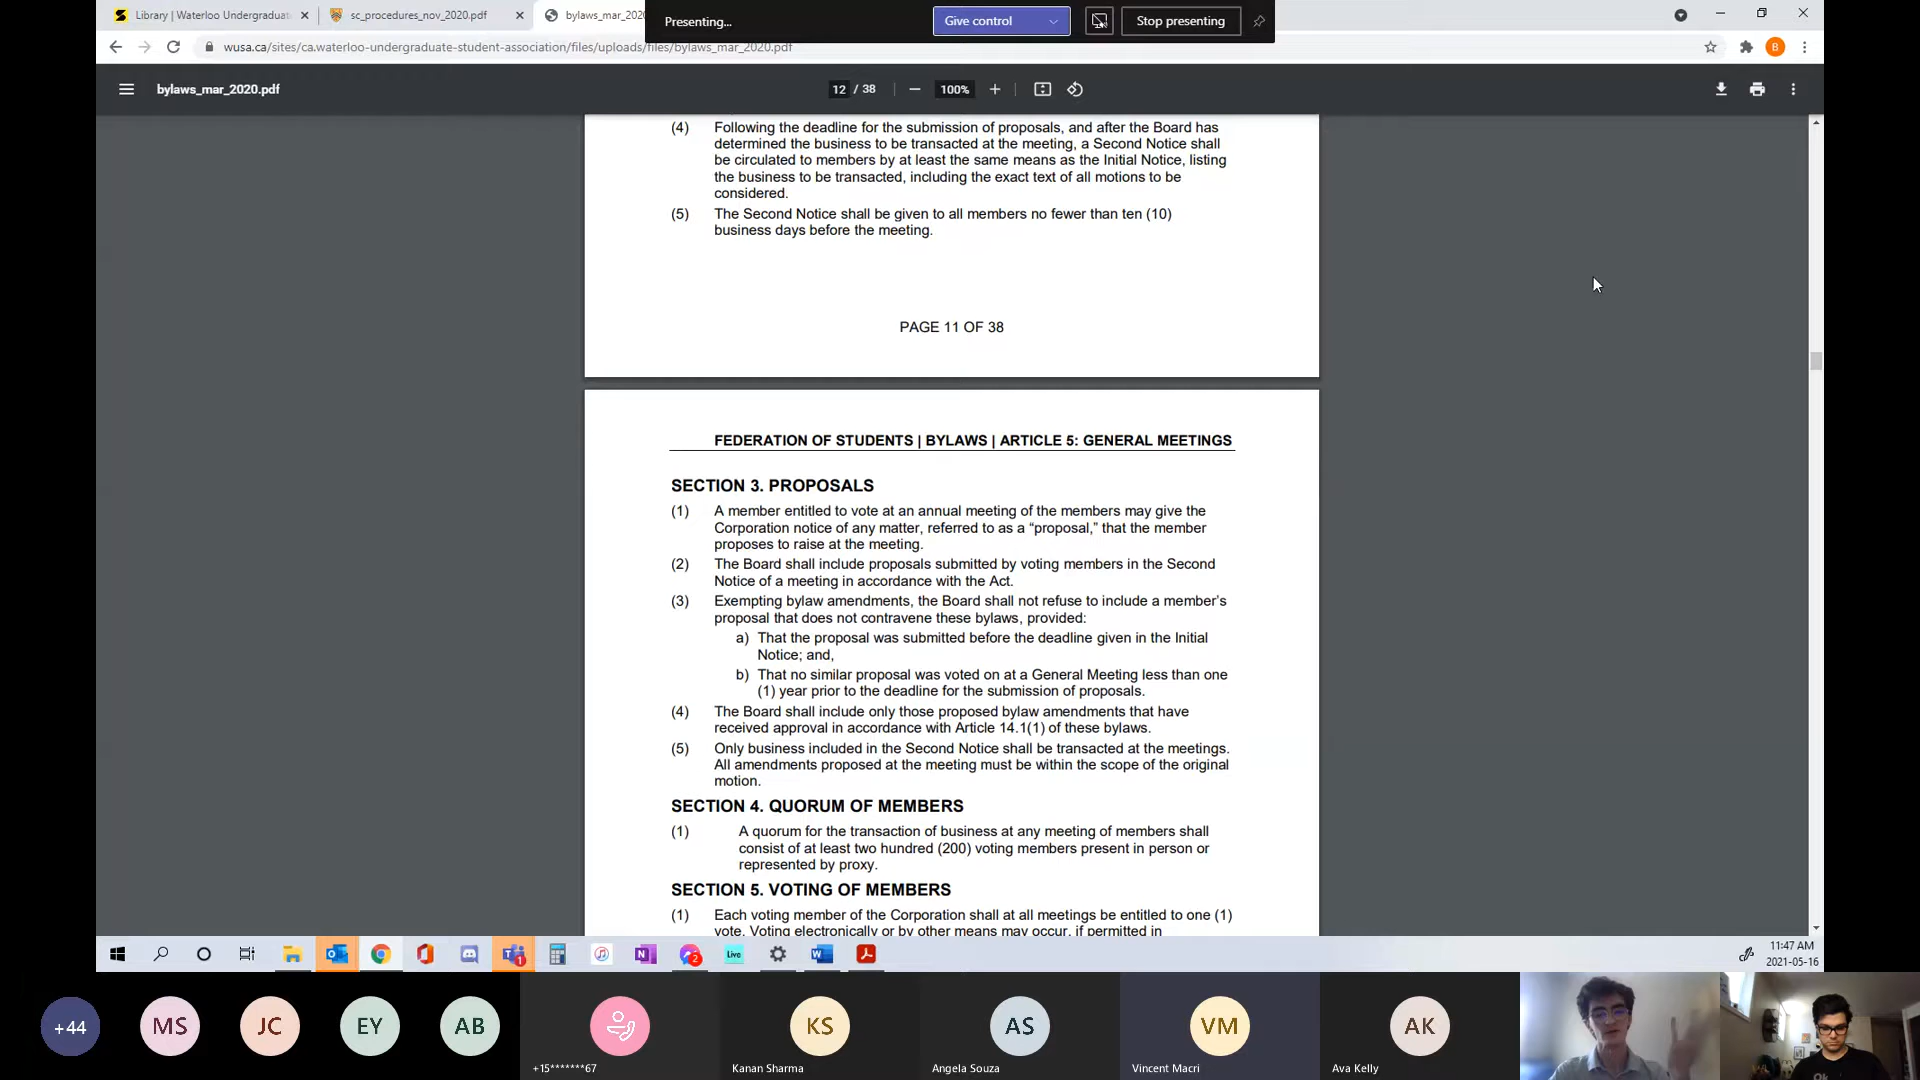 Library | Waterloo Undergraduat
sc_procedures_nov_2020.pdf
bylaws_mar_202
Presenting...
Give control
Stop presenting
wusa.ca/sites/ca.waterloo-undergraduate-student-association/files/uploads/files/bylaws_mar_2020.pdf
B
bylaws_mar_2020.pdf
12 / 38
100%
(4) Following the deadline for the submission of proposals, and after the Board has
determined the business to be transacted at the meeting, a Second Notice shall
be circulated to members by at least the same means as the Initial Notice, listing
the business to be transacted, including the exact text of all motions to be
considered.
(5) The Second Notice shall be given to all members no fewer than ten (10)
business days before the meeting.
PAGE 11 OF 38
FEDERATION OF STUDENTS | BYLAWS | ARTICLE 5: GENERAL MEETINGS
SECTION 3. PROPOSALS
(1) A member entitled to vote at an annual meeting of the members may give the
Corporation notice of any matter, referred to as a “proposal,” that the member
proposes to raise at the meeting.
(2) The Board shall include proposals submitted by voting members in the Second
Notice of a meeting in accordance with the Act.
(3) Exempting bylaw amendments, the Board shall not refuse to include a member’s
proposal that does not contravene these bylaws, provided:
a) That the proposal was submitted before the deadline given in the Initial
Notice; and,
b) That no similar proposal was voted on at a General Meeting less than one
(1) year prior to the deadline for the submission of proposals.
(4) The Board shall include only those proposed bylaw amendments that have
received approval in accordance with Article 14.1(1) of these bylaws.
(5) Only business included in the Second Notice shall be transacted at the meetings.
All amendments proposed at the meeting must be within the scope of the original
motion.
SECTION 4. QUORUM OF MEMBERS
(1) A quorum for the transaction of business at any meeting of members shall
consist of at least two hundred (200) voting members present in person or
represented by proxy.
SECTION 5. VOTING OF MEMBERS
(1) Each voting member of the Corporation shall at all meetings be entitled to one (1)
vote. Voting electronically or by other means may occur, if permitted in
Live
11:47 AM
2021-05-16
+44
MS
JC
EY
AB
KS
AS
VM
AK
+15*******67
Kanan Sharma
Angela Souza
Vincent Macri
Ava Kelly